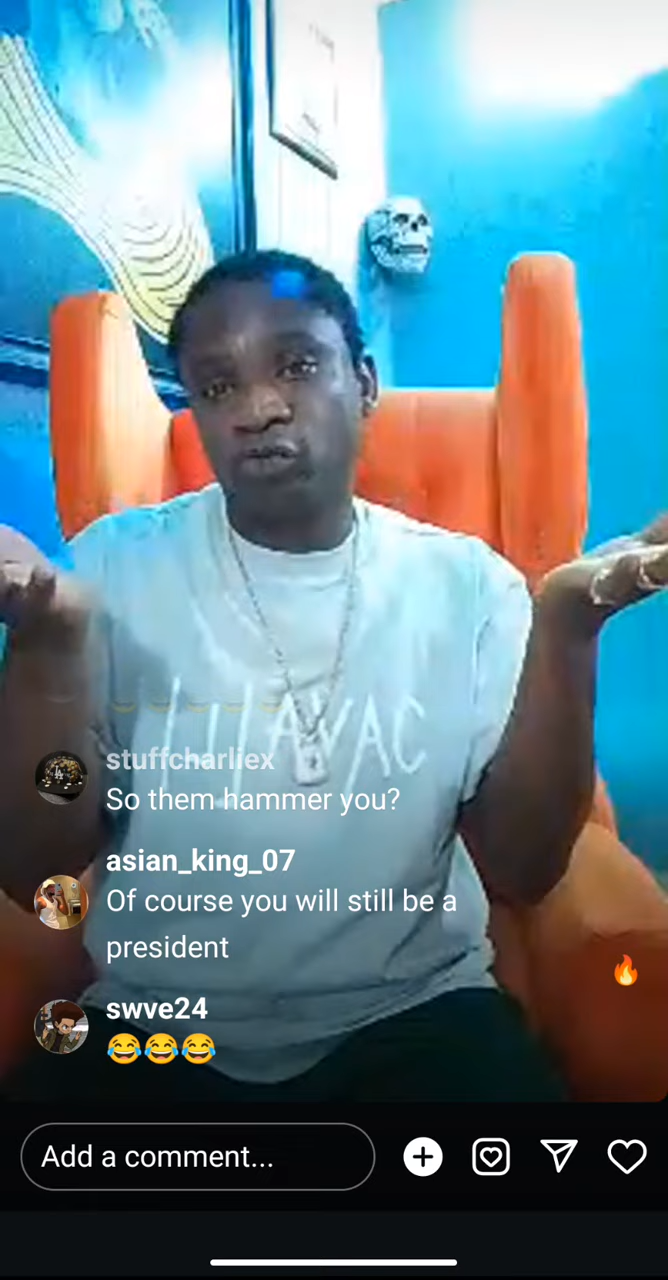 stuffcharliex
So them hammer you?
asian_king_07
Of course you will still be a
president
swve24
😂😂😂
Add a comment...